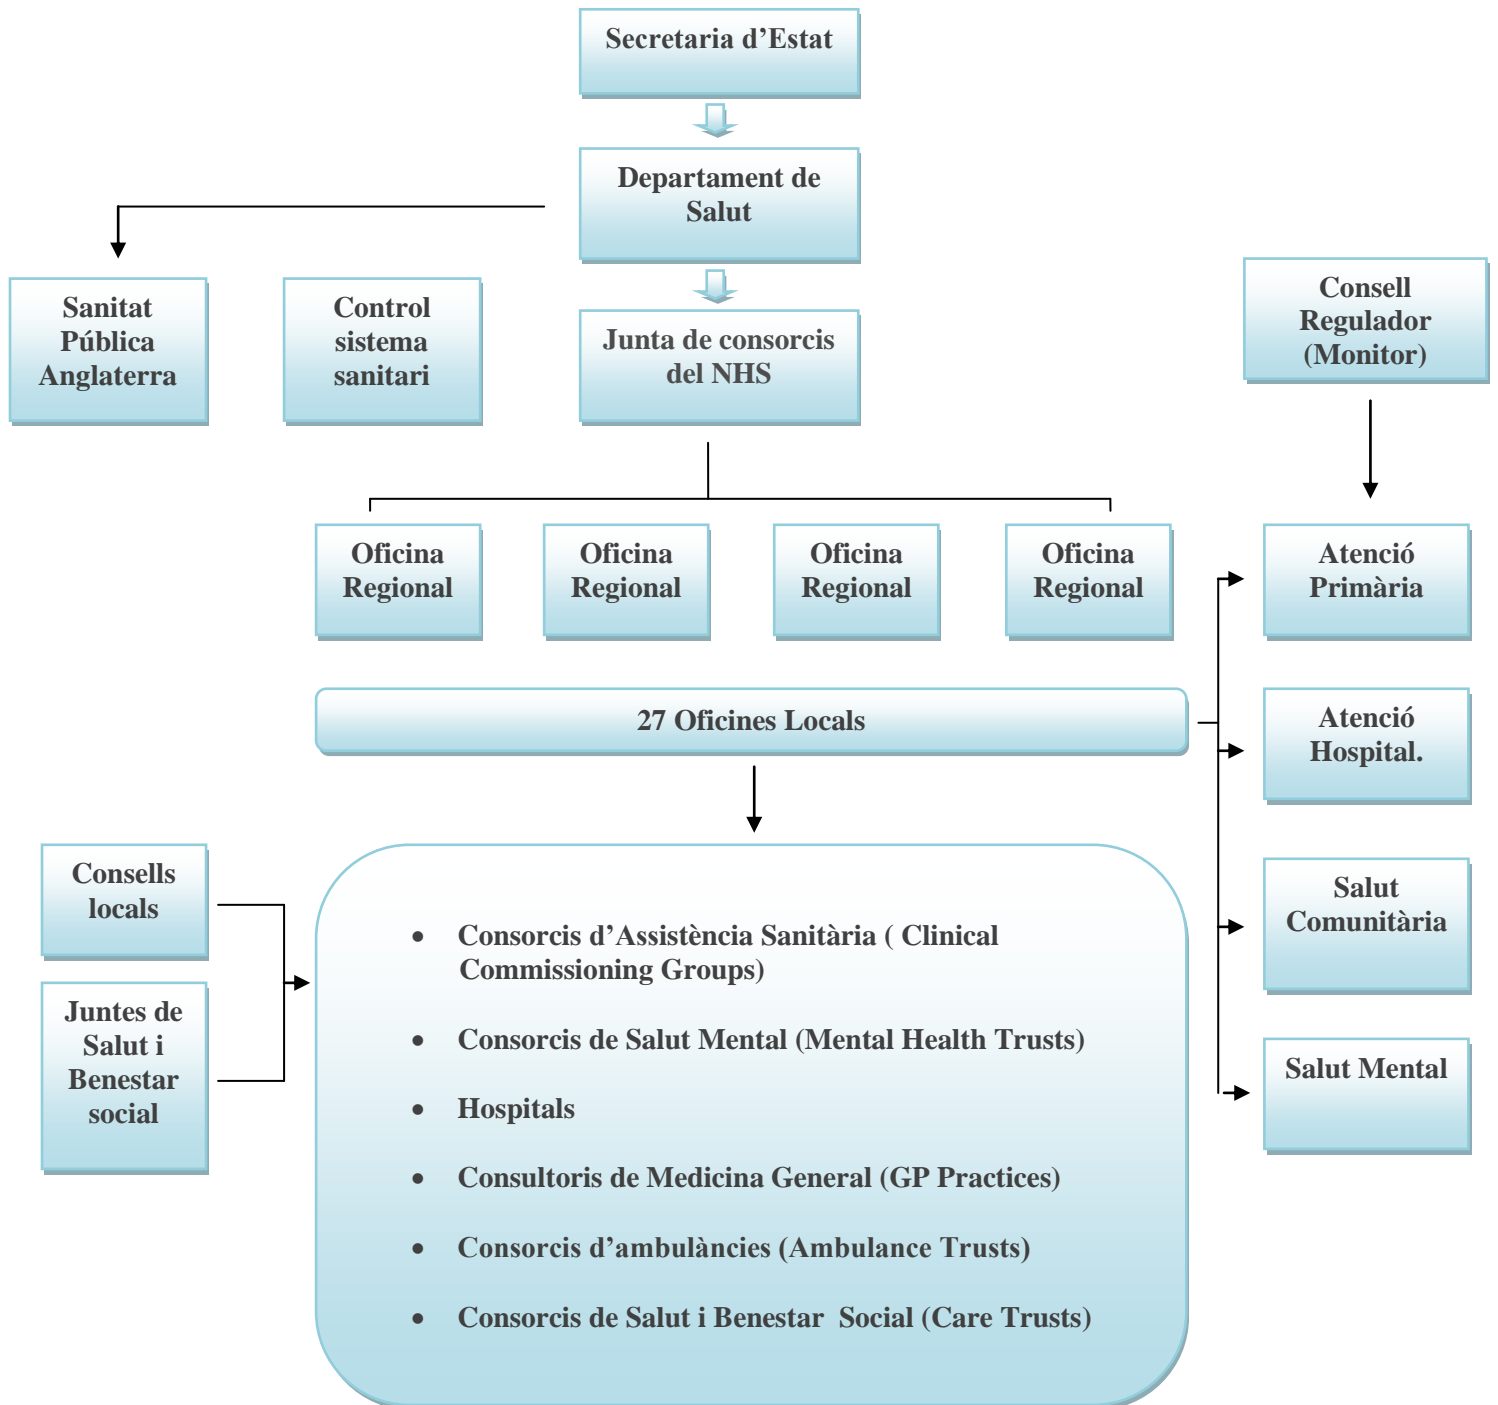 Secretaria d’Estat
Departament de
Salut
Sanitat
Pública
Anglaterra
Control
sistema
sanitari
Junta de consorcis
del NHS
Consell
Regulador
(Monitor)
Oficina
Regional
Oficina
Regional
Oficina
Regional
Oficina
Regional
Atenció
Primària
27 Oficines Locals
Atenció
Hospital.
Consells
locals
Salut
Comunitària
Juntes de
Salut i
Benestar
social
Salut Mental
• Consorcis d’Assistència Sanitària ( Clinical
Commissioning Groups)
• Consorcis de Salut Mental (Mental Health Trusts)
• Hospitals
• Consultoris de Medicina General (GP Practices)
• Consorcis d’ambulàncies (Ambulance Trusts)
• Consorcis de Salut i Benestar Social (Care Trusts)